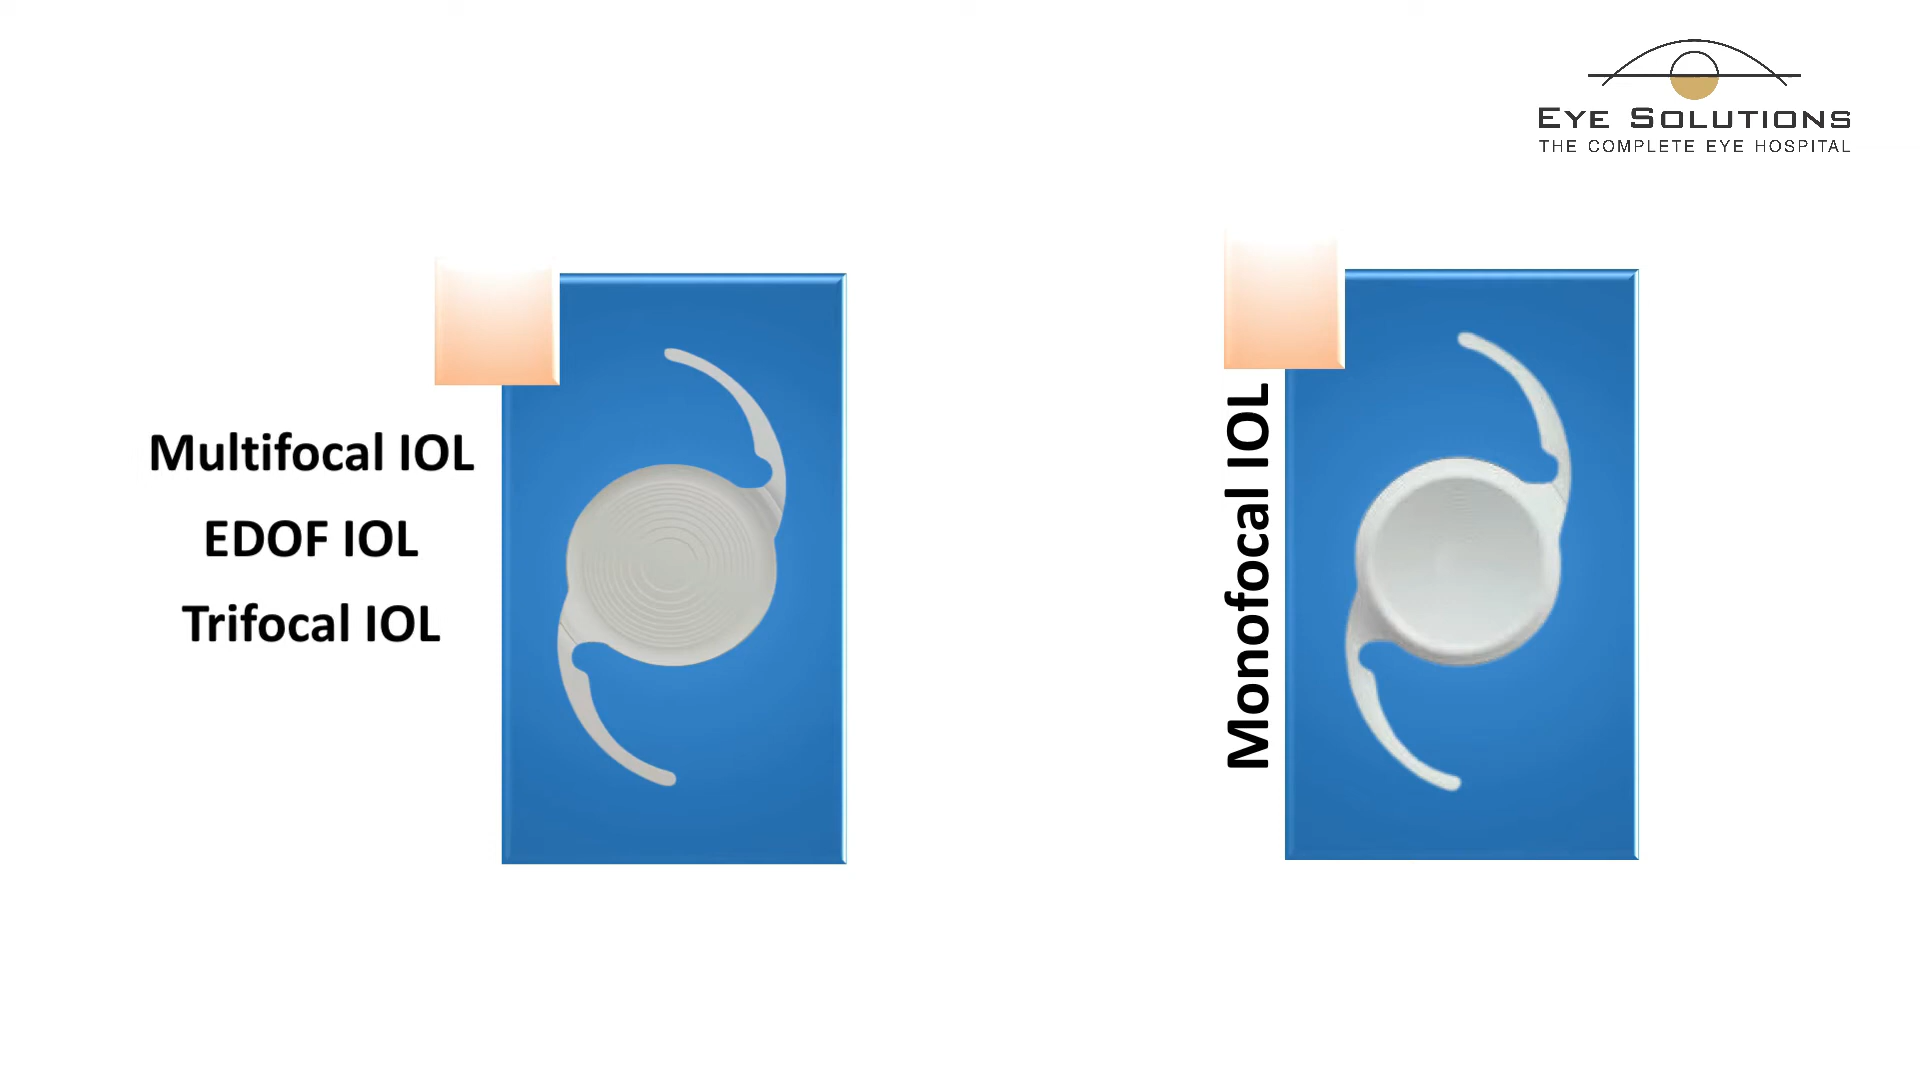 EYE SOLUTIONS
THE COMPLETE EYE HOSPITAL
Multifocal IOL
EDOF IOL
Trifocal IOL
Monofocal IOL